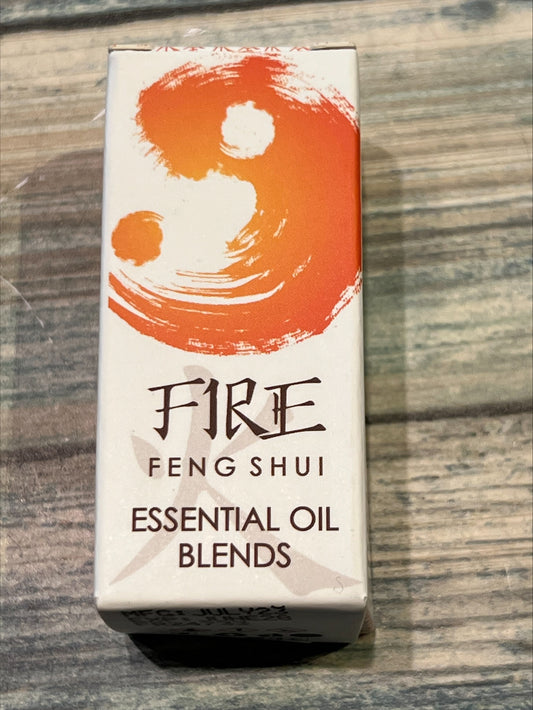 FIRE
FENG SHUI
火
ESSENTIAL OIL
BLENDS